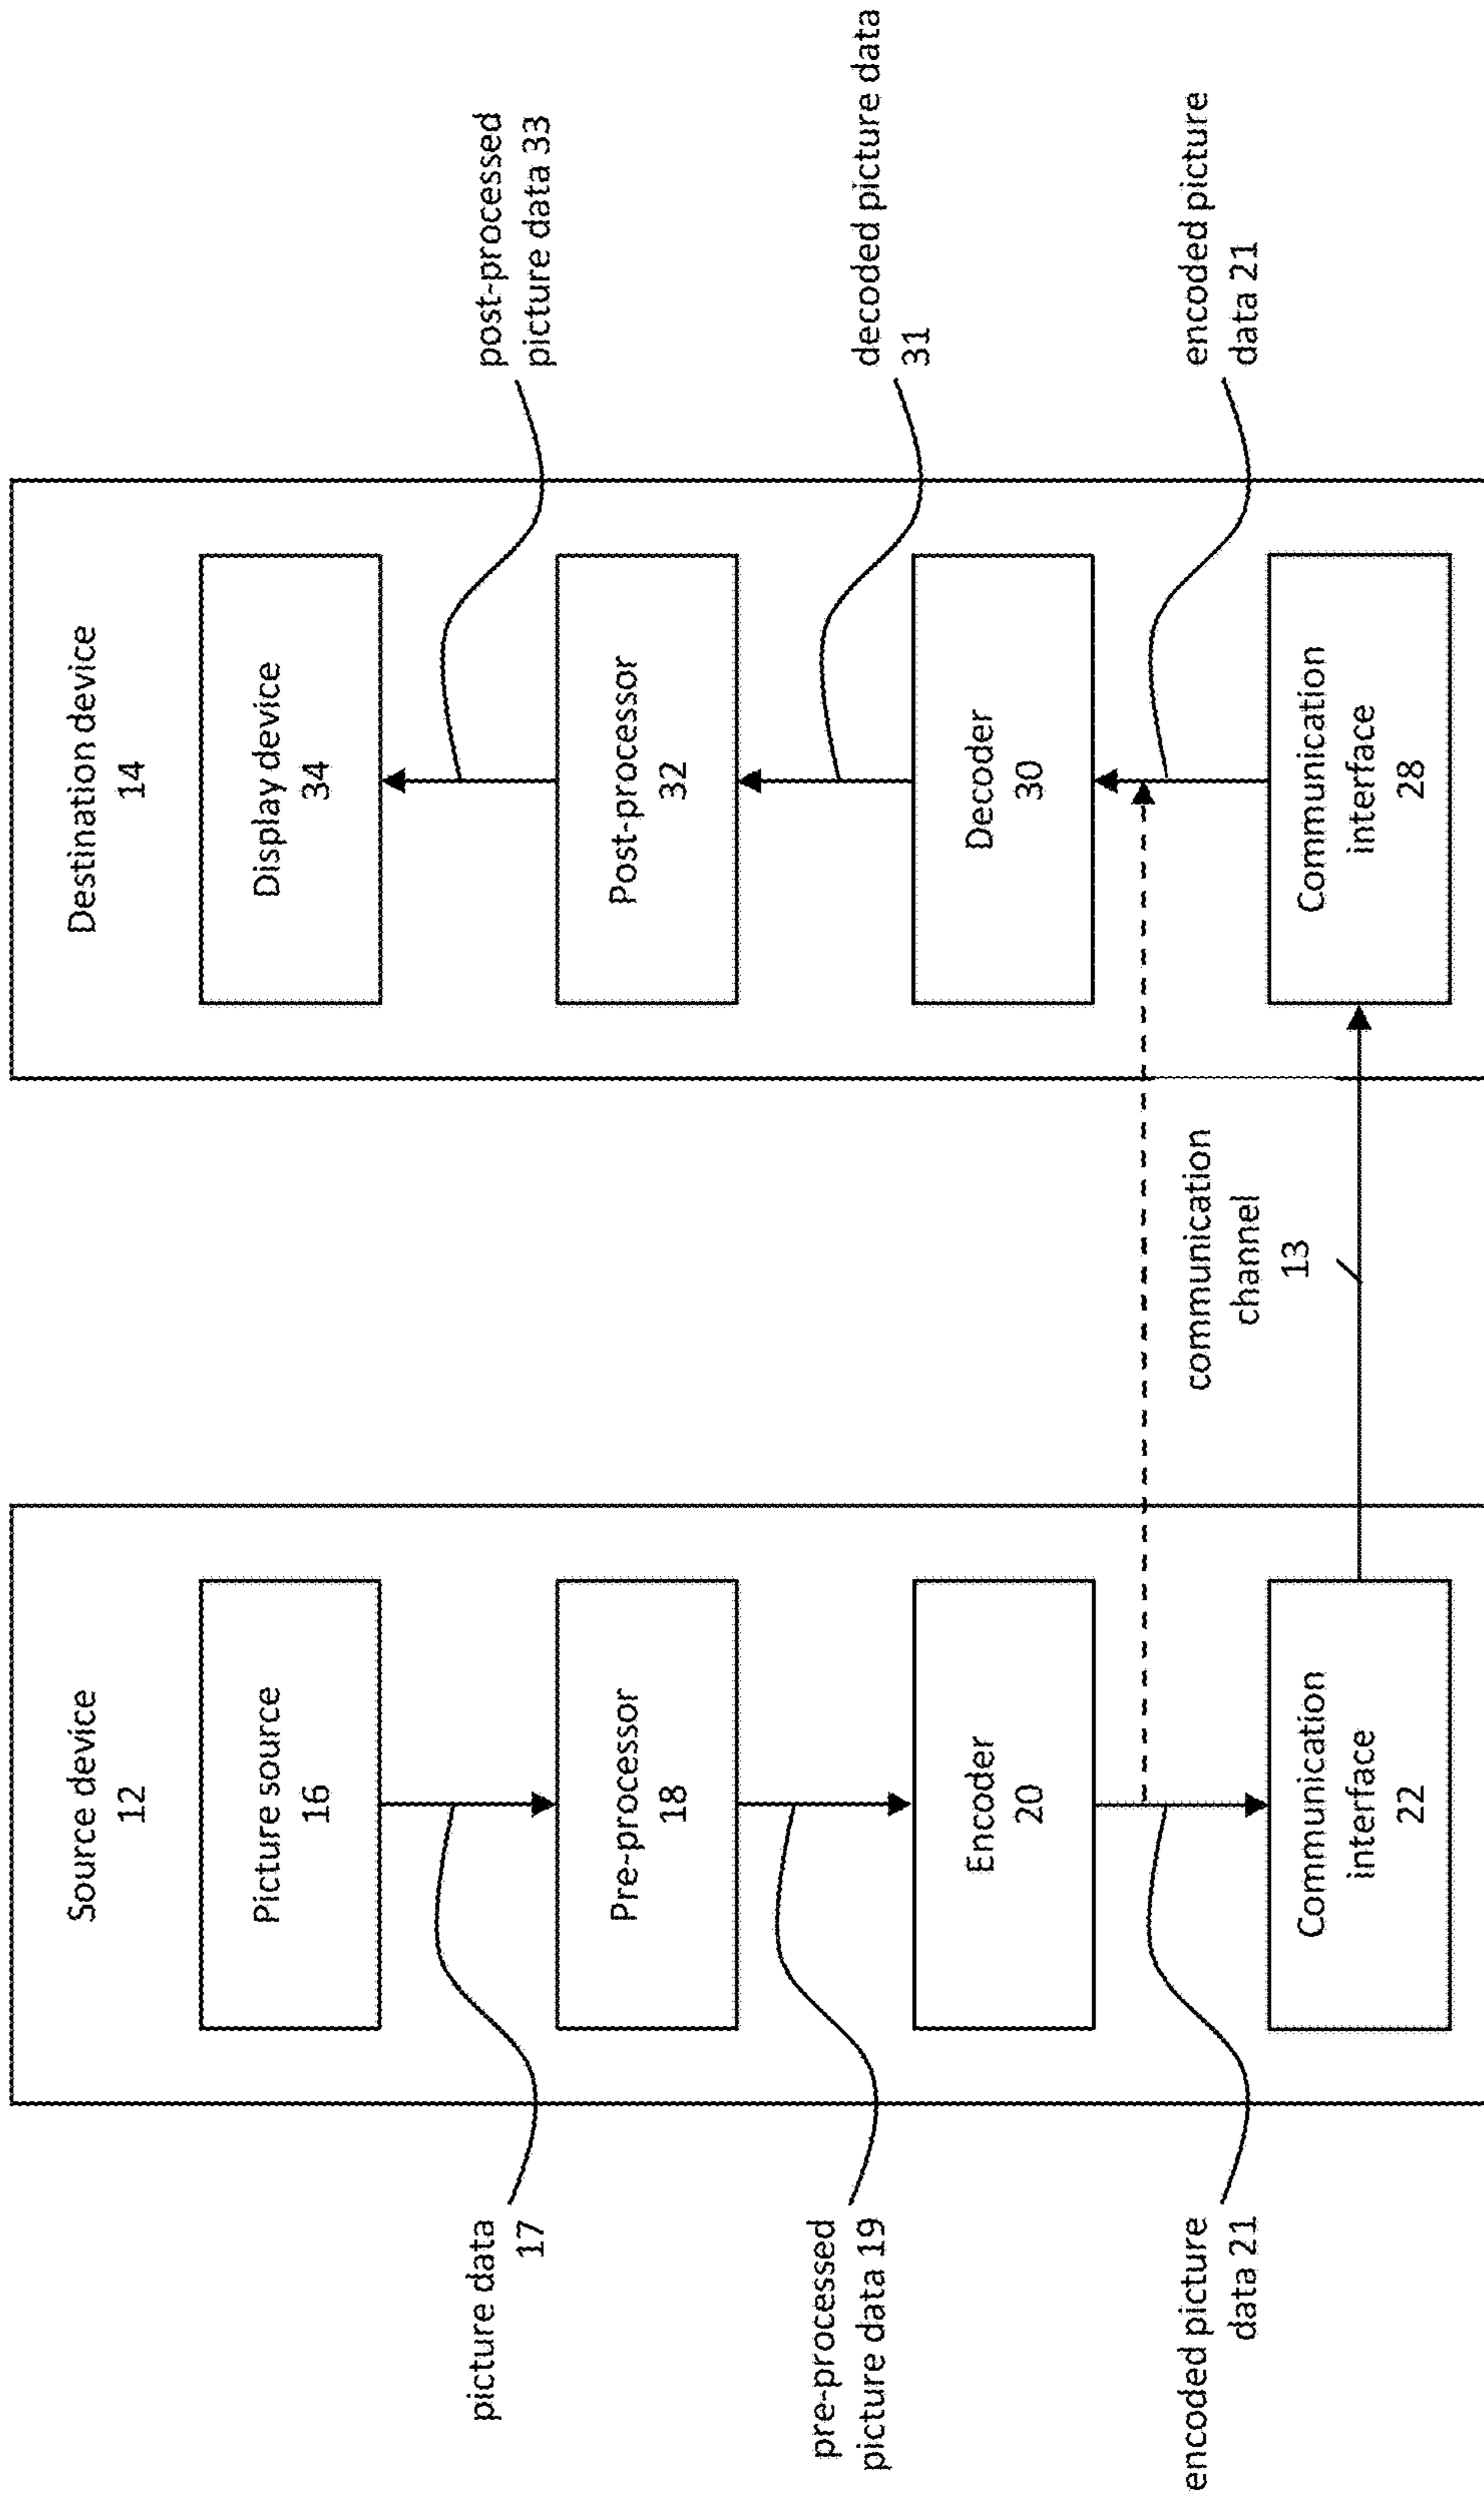 Source device
12
Picture source
16
picture data
17
Pre-processor
18
pre-processed
picture data 19
Encoder
20
encoded picture
data 21
Communication
interface
22
communication
channel
13
Destination device
14
Display device
34
post-processed
picture data 33
Post-processor
32
decoded picture data
31
Decoder
30
encoded picture
data 21
Communication
interface
28